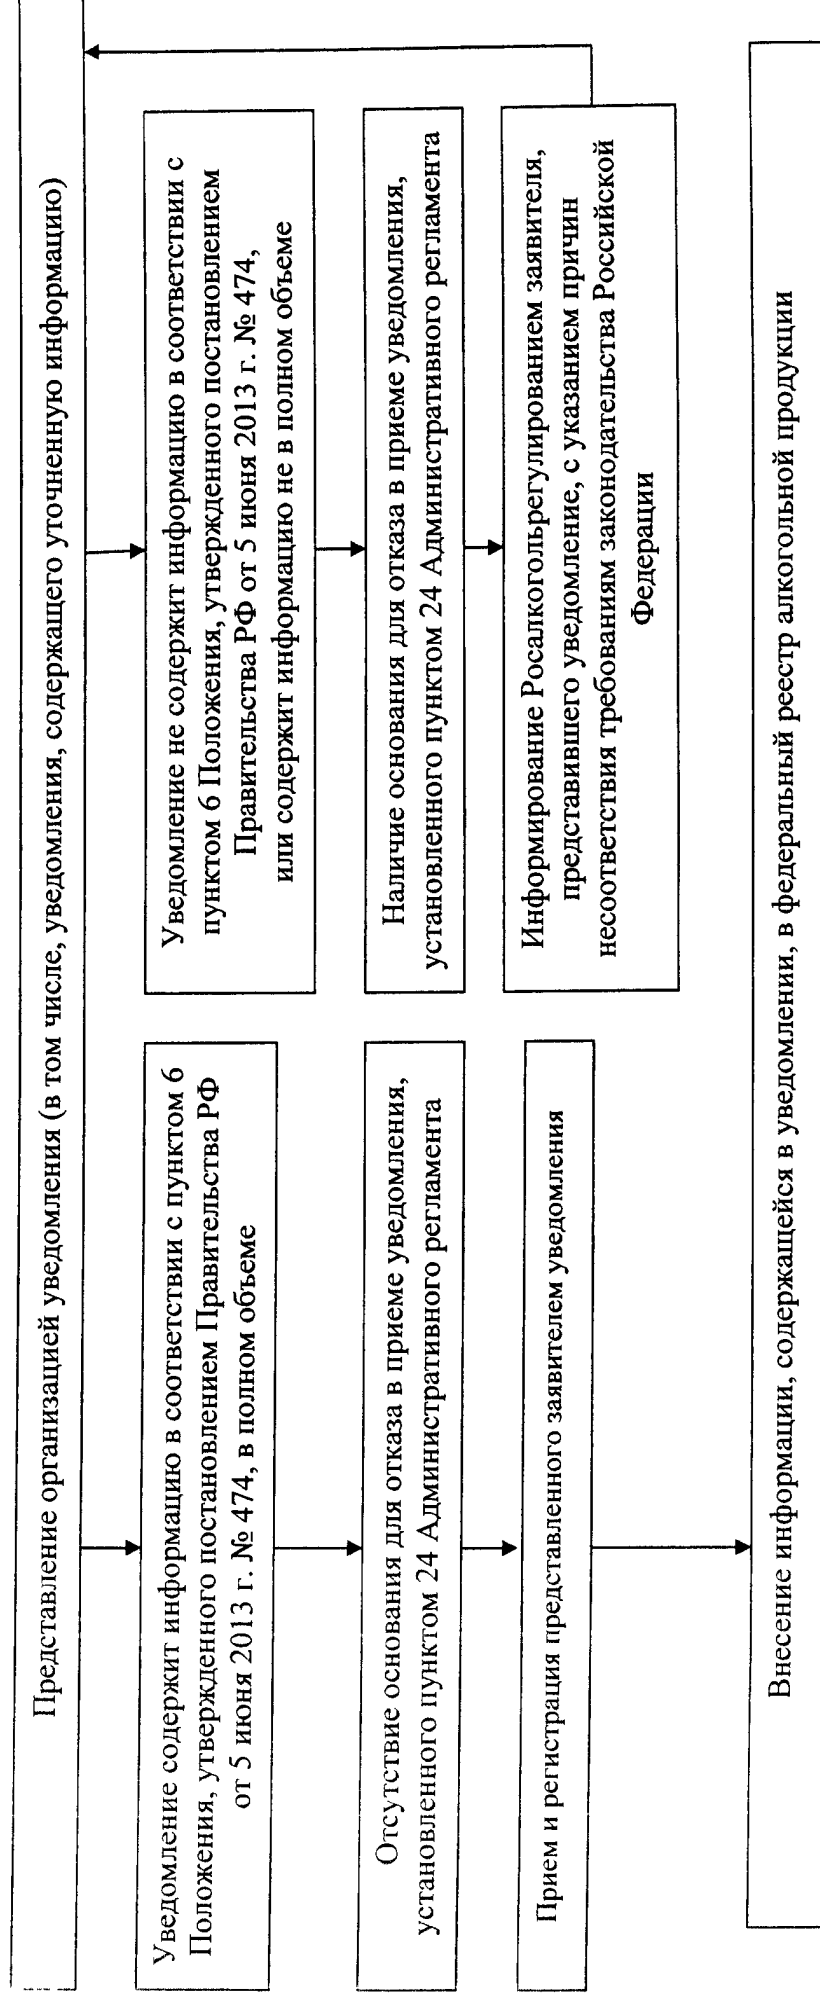 Представление организацией уведомления (в том числе, уведомления, содержащего уточненную информацию)
Уведомление содержит информацию в соответствии с пунктом 6
Положения, утвержденного постановлением Правительства РФ
от 5 июня 2013 г. № 474, в полном объеме
Отсутствие основания для отказа в приеме уведомления,
установленного пунктом 24 Административного регламента
Прием и регистрация представленного заявителем уведомления
Уведомление не содержит информацию в соответствии с
пунктом 6 Положения, утвержденного постановлением
Правительства РФ от 5 июня 2013 г. № 474,
или содержит информацию не в полном объеме
Наличие основания для отказа в приеме уведомления,
установленного пунктом 24 Административного регламента
Информирование Росалкогольрегулированием заявителя,
представившего уведомление, с указанием причин
несоответствия требованиям законодательства Российской
Федерации
Внесение информации, содержащейся в уведомлении, в федеральный реестр алкогольной продукции